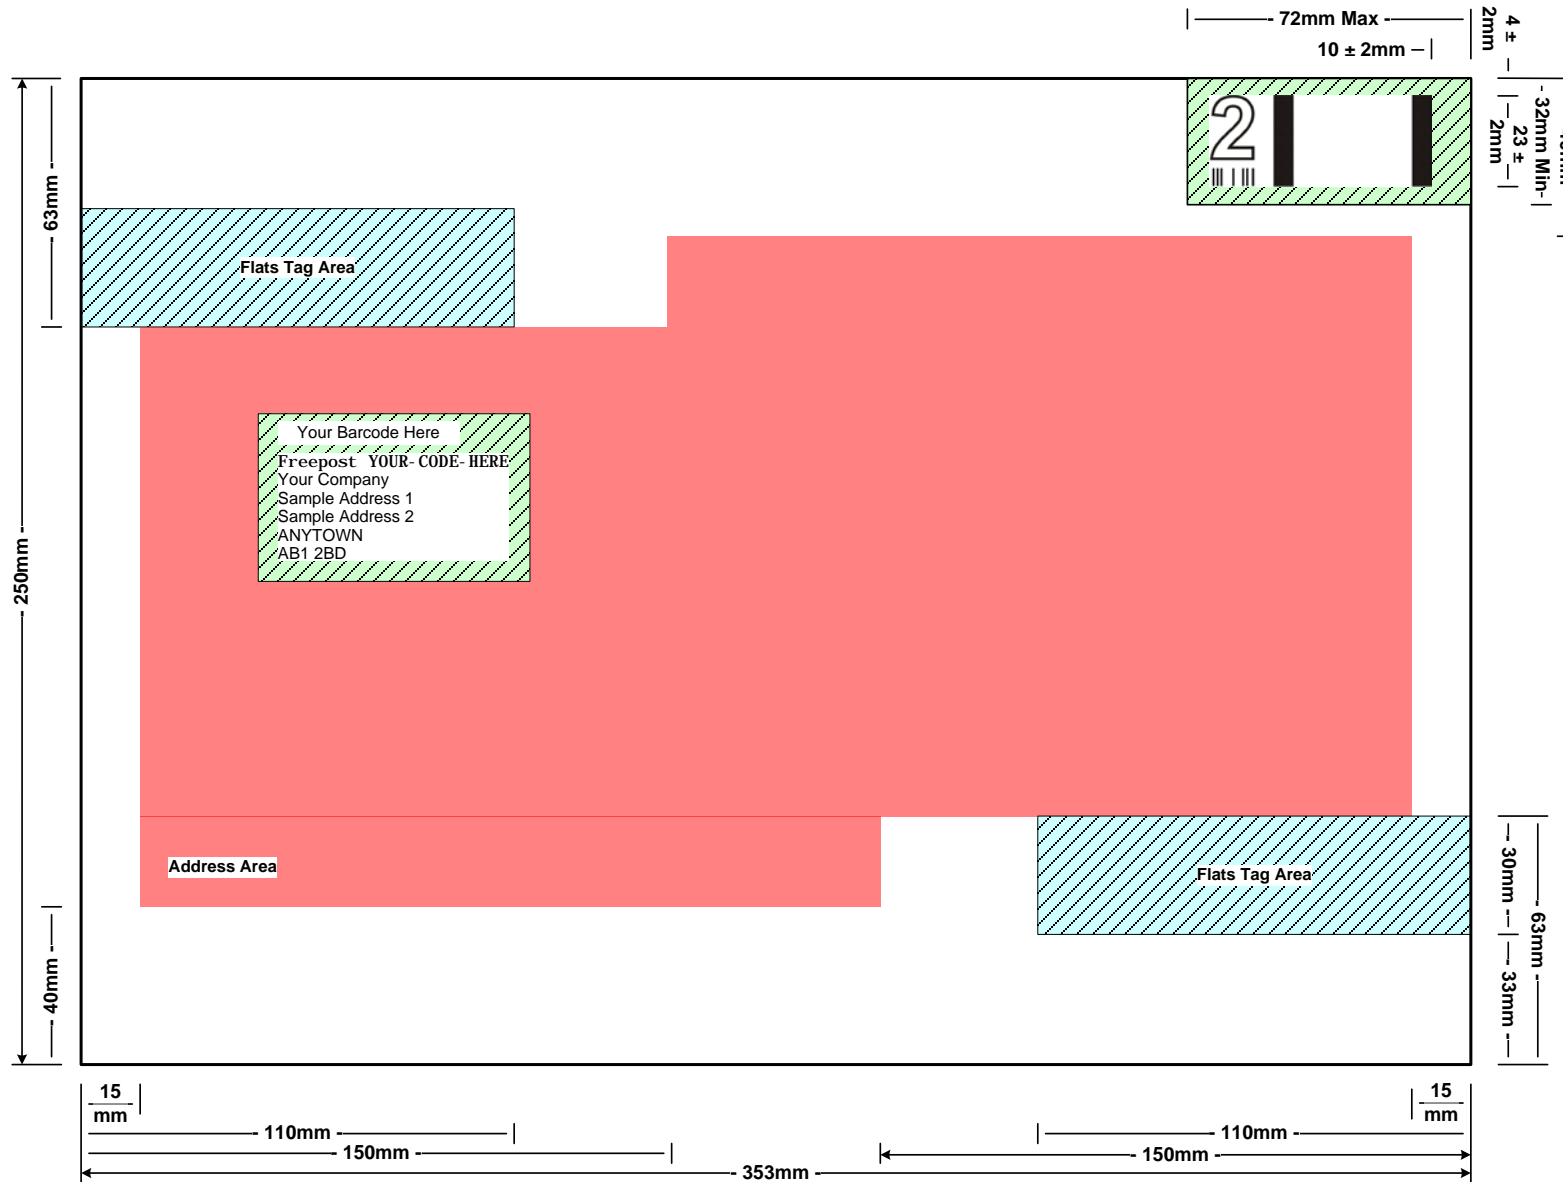 - 72mm Max -
4 ±
2mm
10 ± 2mm
- 32mm Min-
23 ±
2mm
2
- 63mm -
Flats Tag Area
Your Barcode Here
Freepost YOUR-CODE-HERE
Your Company
Sample Address 1
Sample Address 2
ANYTOWN
AB1 2BD
- 250mm -
Address Area
Flats Tag Area
- 30mm -
- 63mm -
- 33mm -
- 40mm -
15
mm
15
mm
- 110mm -
- 110mm -
- 150mm -
- 150mm -
- 353mm -